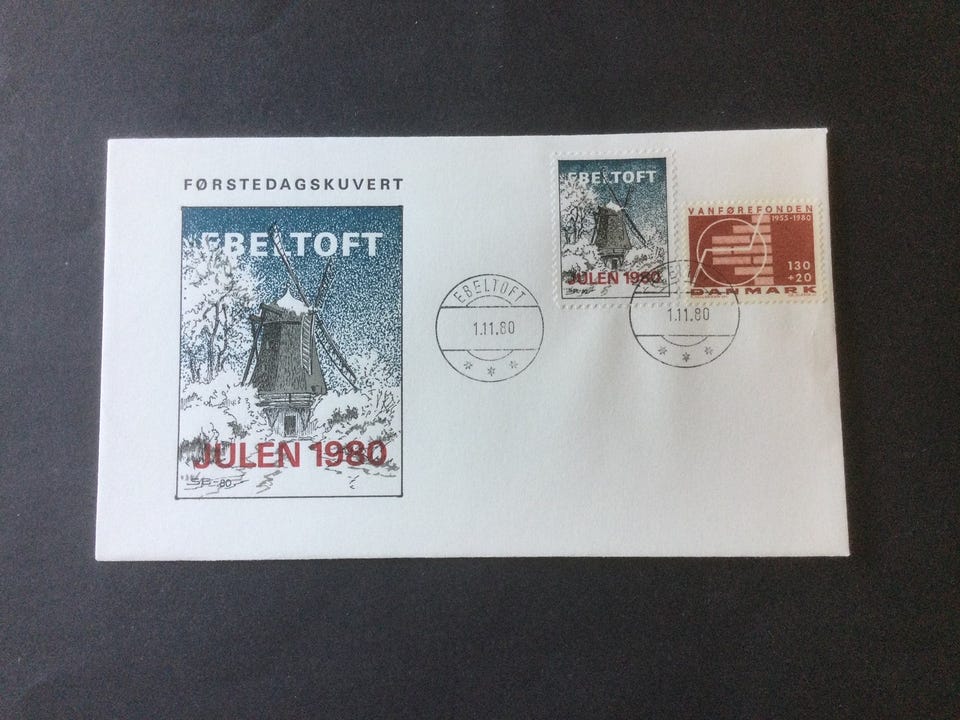 FØRSTEDAGSKUVERT
EBELTOFT
JULEN 1980
SB-80.
EBELTOFT
1.11.80
EBELTOFT
JULEN 1980
VANFØREFONDEN
1955-1980
130
+20
DANMARK
1.11.80